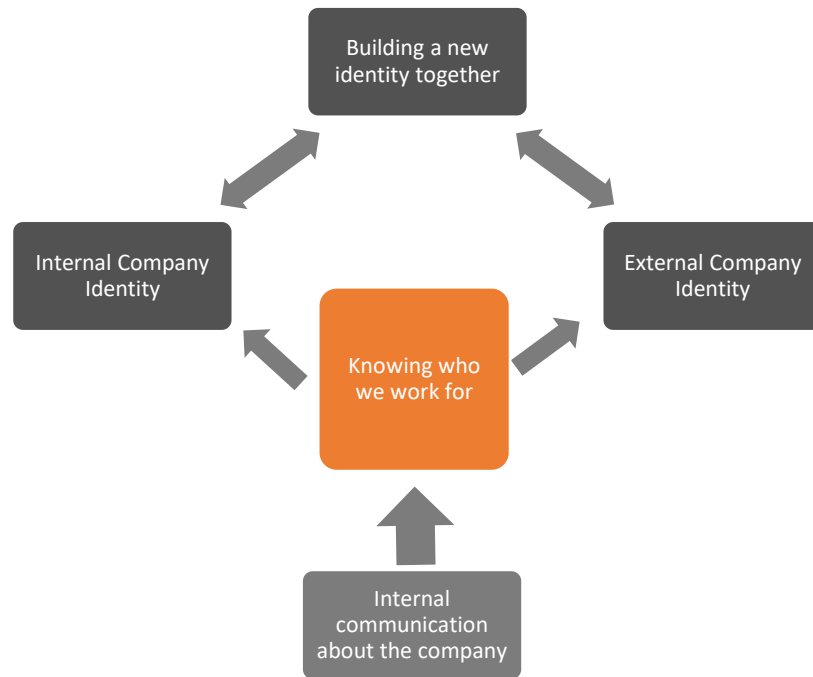 Building a new
identity together
Internal Company
Identity
External Company
Identity
Knowing who
we work for
Internal
communication
about the company